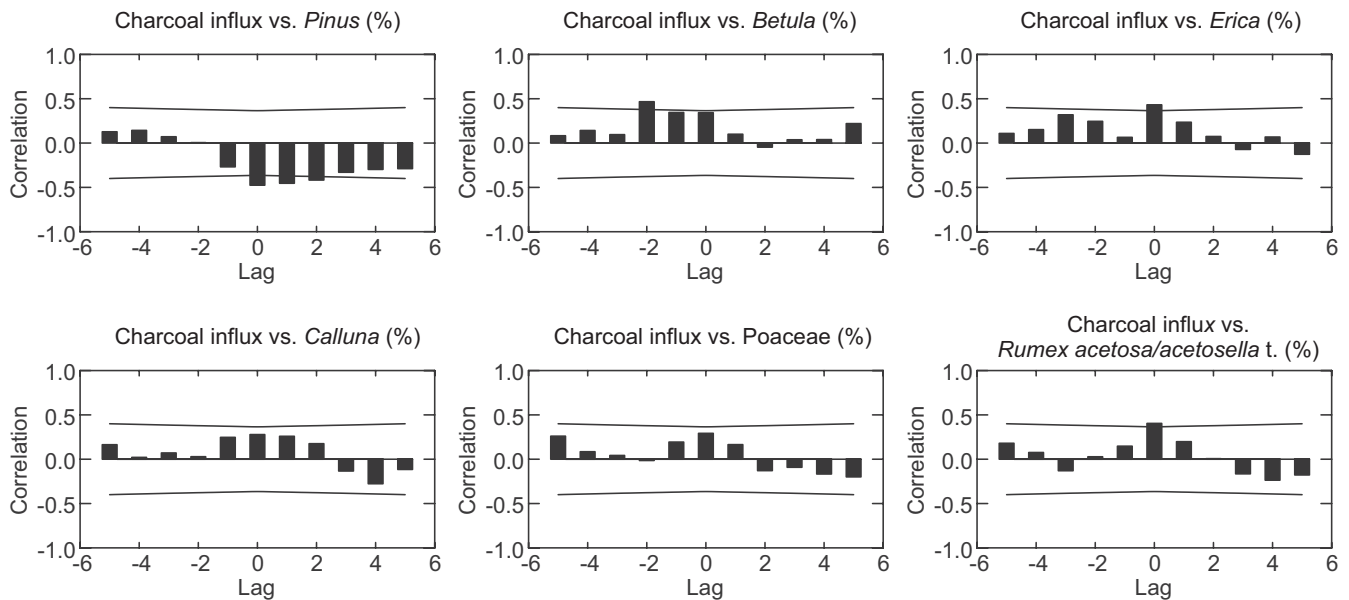 Charcoal influx vs. Pinus (%)
1.0
0.5
0.0
-0.5
-1.0
Correlation
-6 -4 -2 0 2 4 6
Lag
Charcoal influx vs. Betula (%)
1.0
0.5
0.0
-0.5
-1.0
Correlation
-6 -4 -2 0 2 4 6
Lag
Charcoal influx vs. Erica (%)
1.0
0.5
0.0
-0.5
-1.0
Correlation
-6 -4 -2 0 2 4 6
Lag
Charcoal influx vs. Calluna (%)
1.0
0.5
0.0
-0.5
-1.0
Correlation
-6 -4 -2 0 2 4 6
Lag
Charcoal influx vs. Poaceae (%)
1.0
0.5
0.0
-0.5
-1.0
Correlation
-6 -4 -2 0 2 4 6
Lag
Charcoal influx vs.
Rumex acetosa/acetosella t. (%)
1.0
0.5
0.0
-0.5
-1.0
Correlation
-6 -4 -2 0 2 4 6
Lag